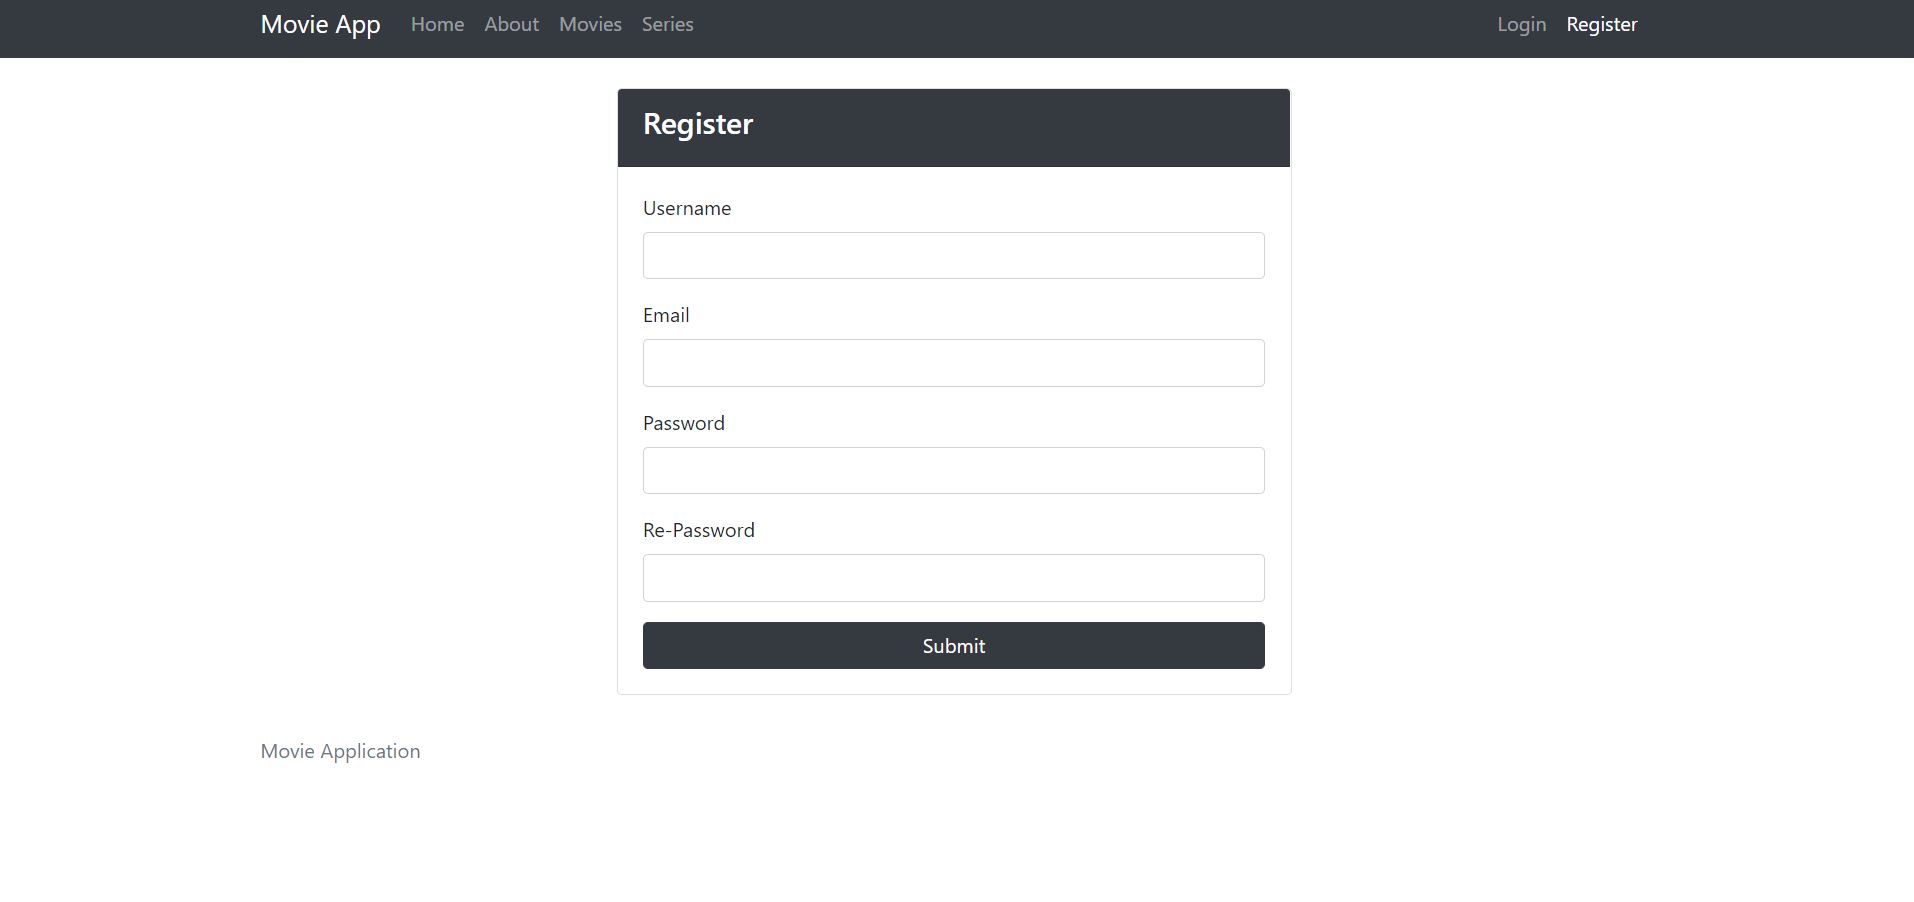 Movie App Home About Movies Series Login Register
Register
Username
Email
Password
Re-Password
Submit
Movie Application